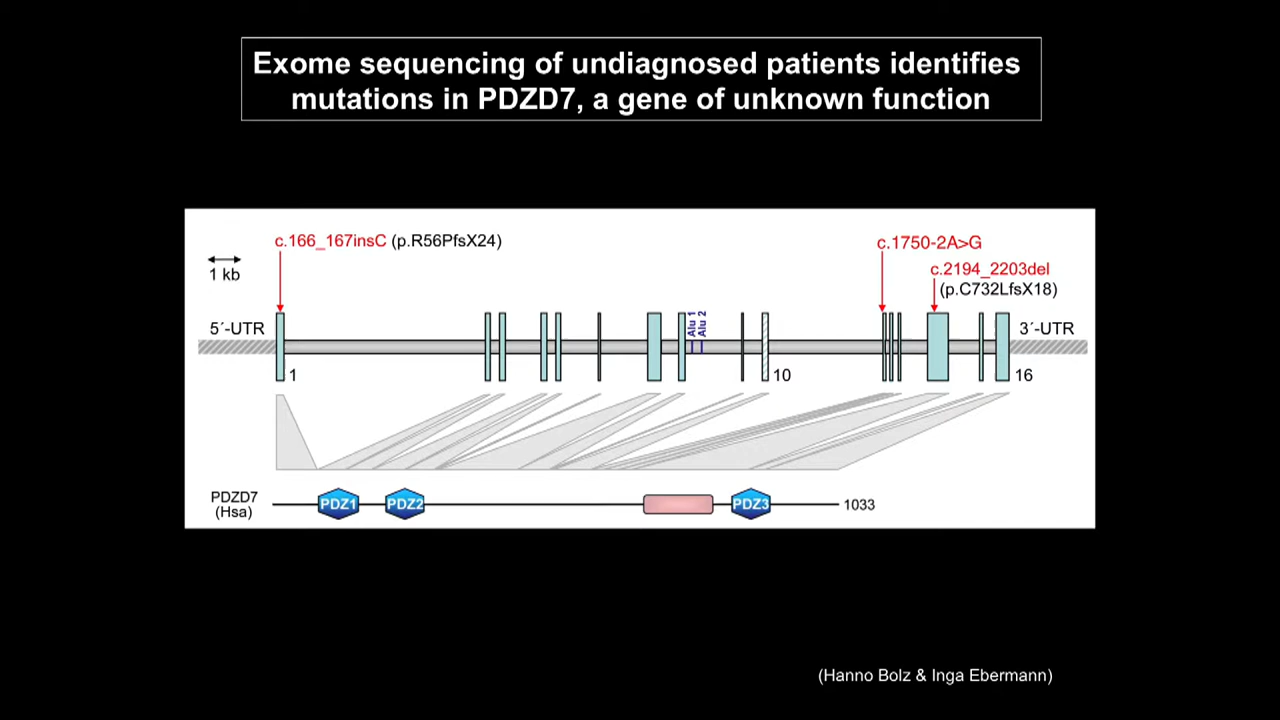 Exome sequencing of undiagnosed patients identifies
mutations in PDZD7, a gene of unknown function
c.166_167insC (p.R56PfsX24)
c.1750-2A>G
1 kb
c.2194_2203del
(p.C732LfsX18)
5´-UTR
Alu 1
Alu 2
3´-UTR
1
10
16
PDZD7
(Hsa)
PDZ1
PDZ2
PDZ3
1033
(Hanno Bolz & Inga Ebermann)